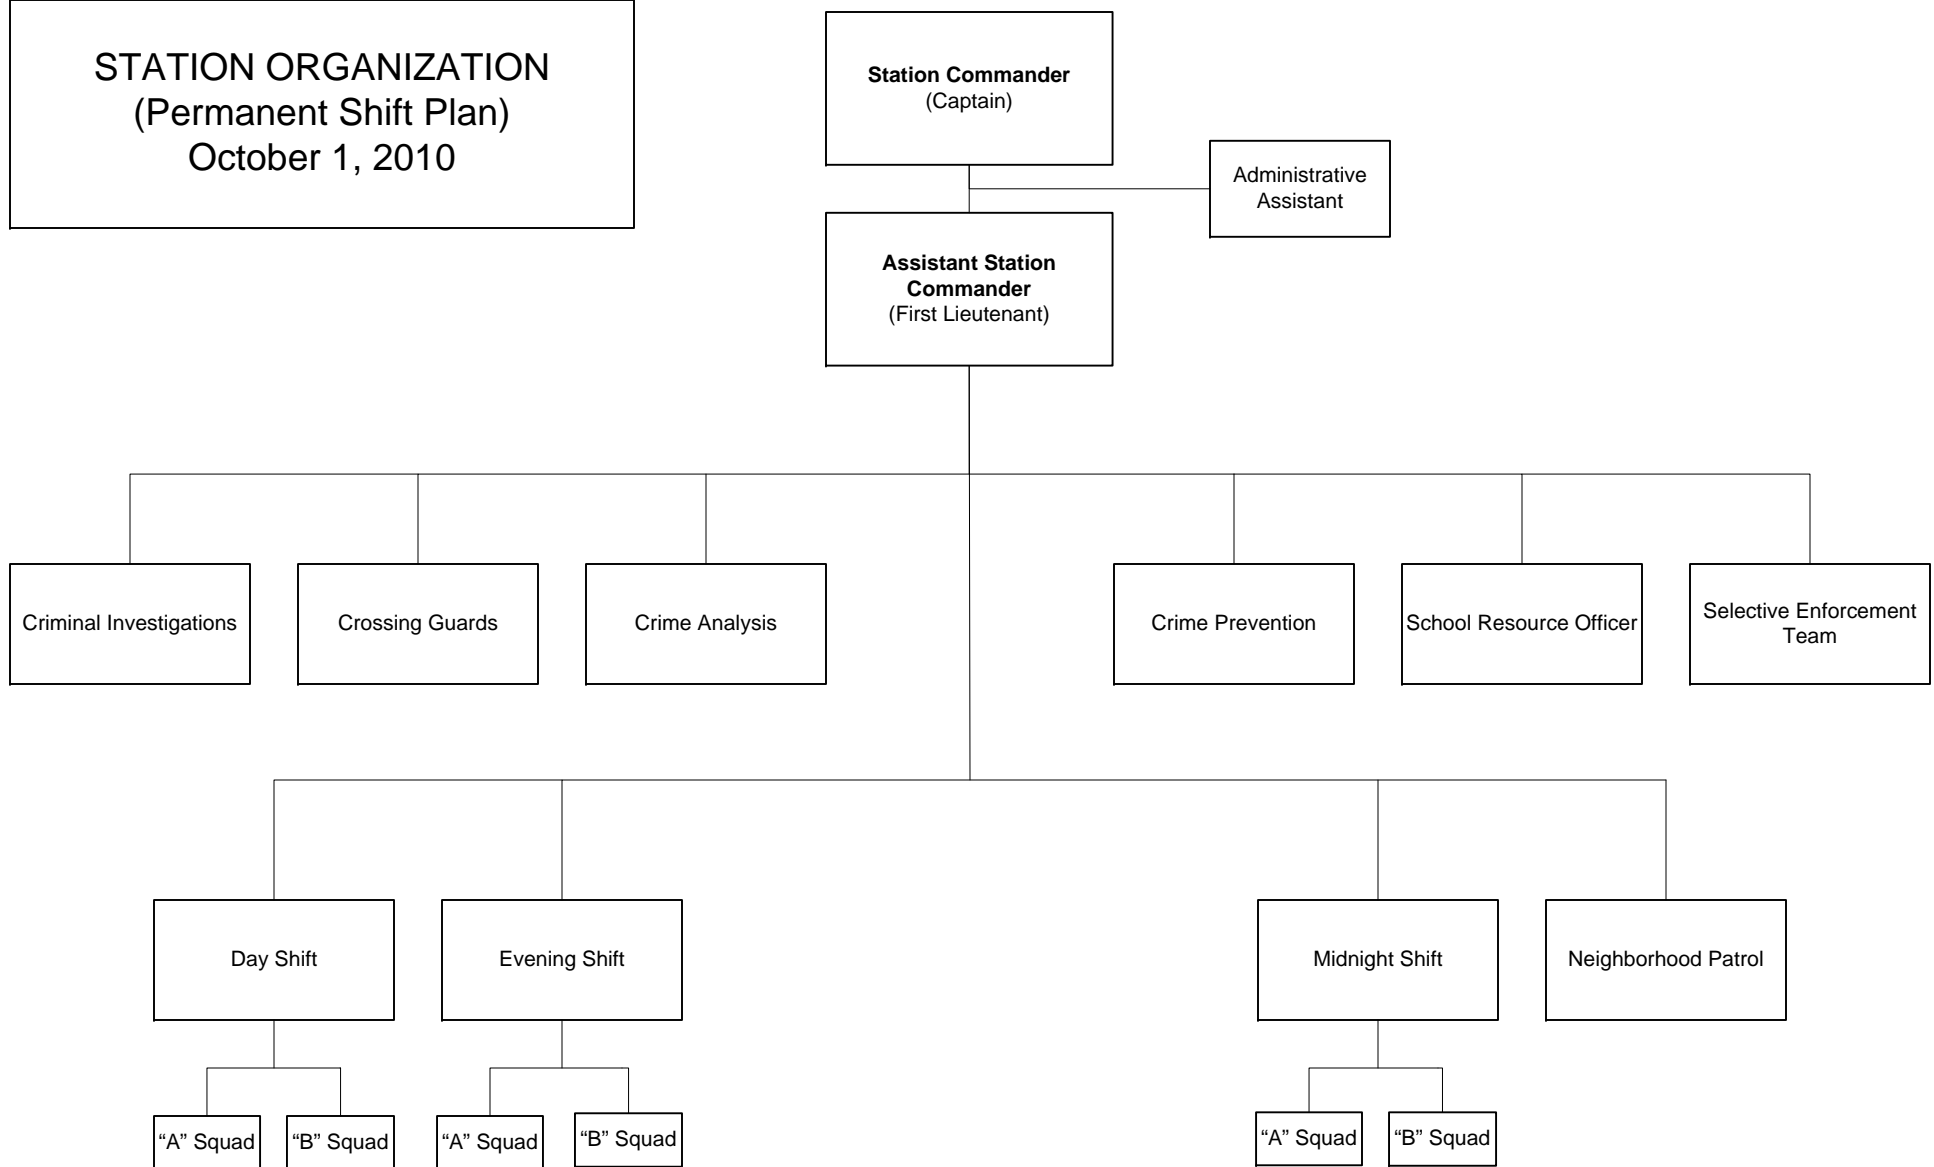 STATION ORGANIZATION
(Permanent Shift Plan)
October 1, 2010
Station Commander
(Captain)
Administrative
Assistant
Assistant Station
Commander
(First Lieutenant)
Criminal Investigations
Crossing Guards
Crime Analysis
Crime Prevention
School Resource Officer
Selective Enforcement
Team
Day Shift
Evening Shift
Midnight Shift
Neighborhood Patrol
“A” Squad
“B” Squad
“A” Squad
“B” Squad
“A” Squad
“B” Squad